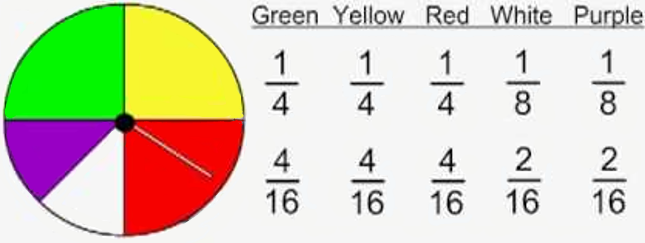 Green Yellow Red White Purple
1/4 1/4 1/4 1/8 1/8
4/16 4/16 4/16 2/16 2/16